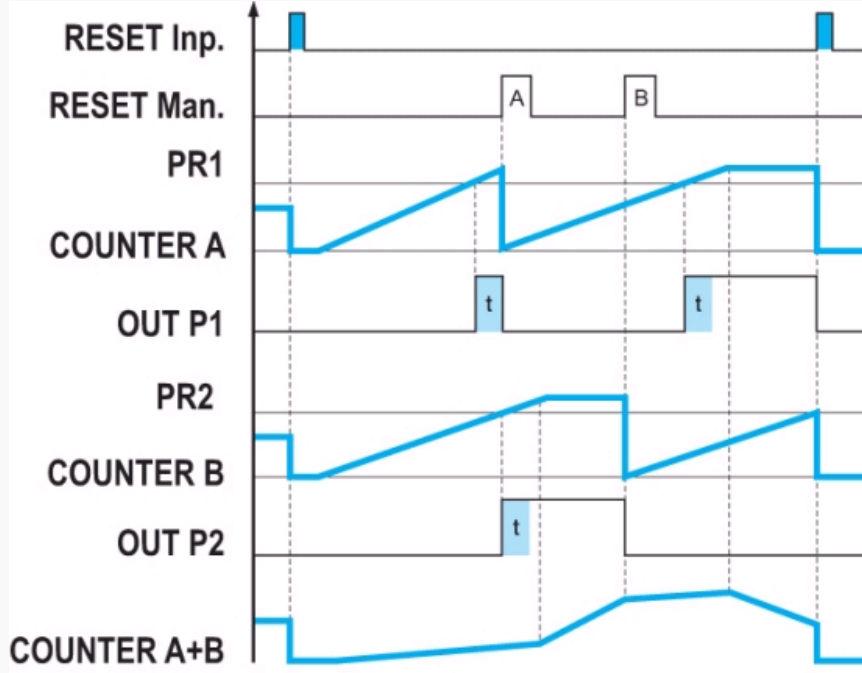 RESET Inp.
RESET Man.
A
B
PR1
COUNTER A
OUT P1
t
t
PR2
COUNTER B
OUT P2
t
COUNTER A+B